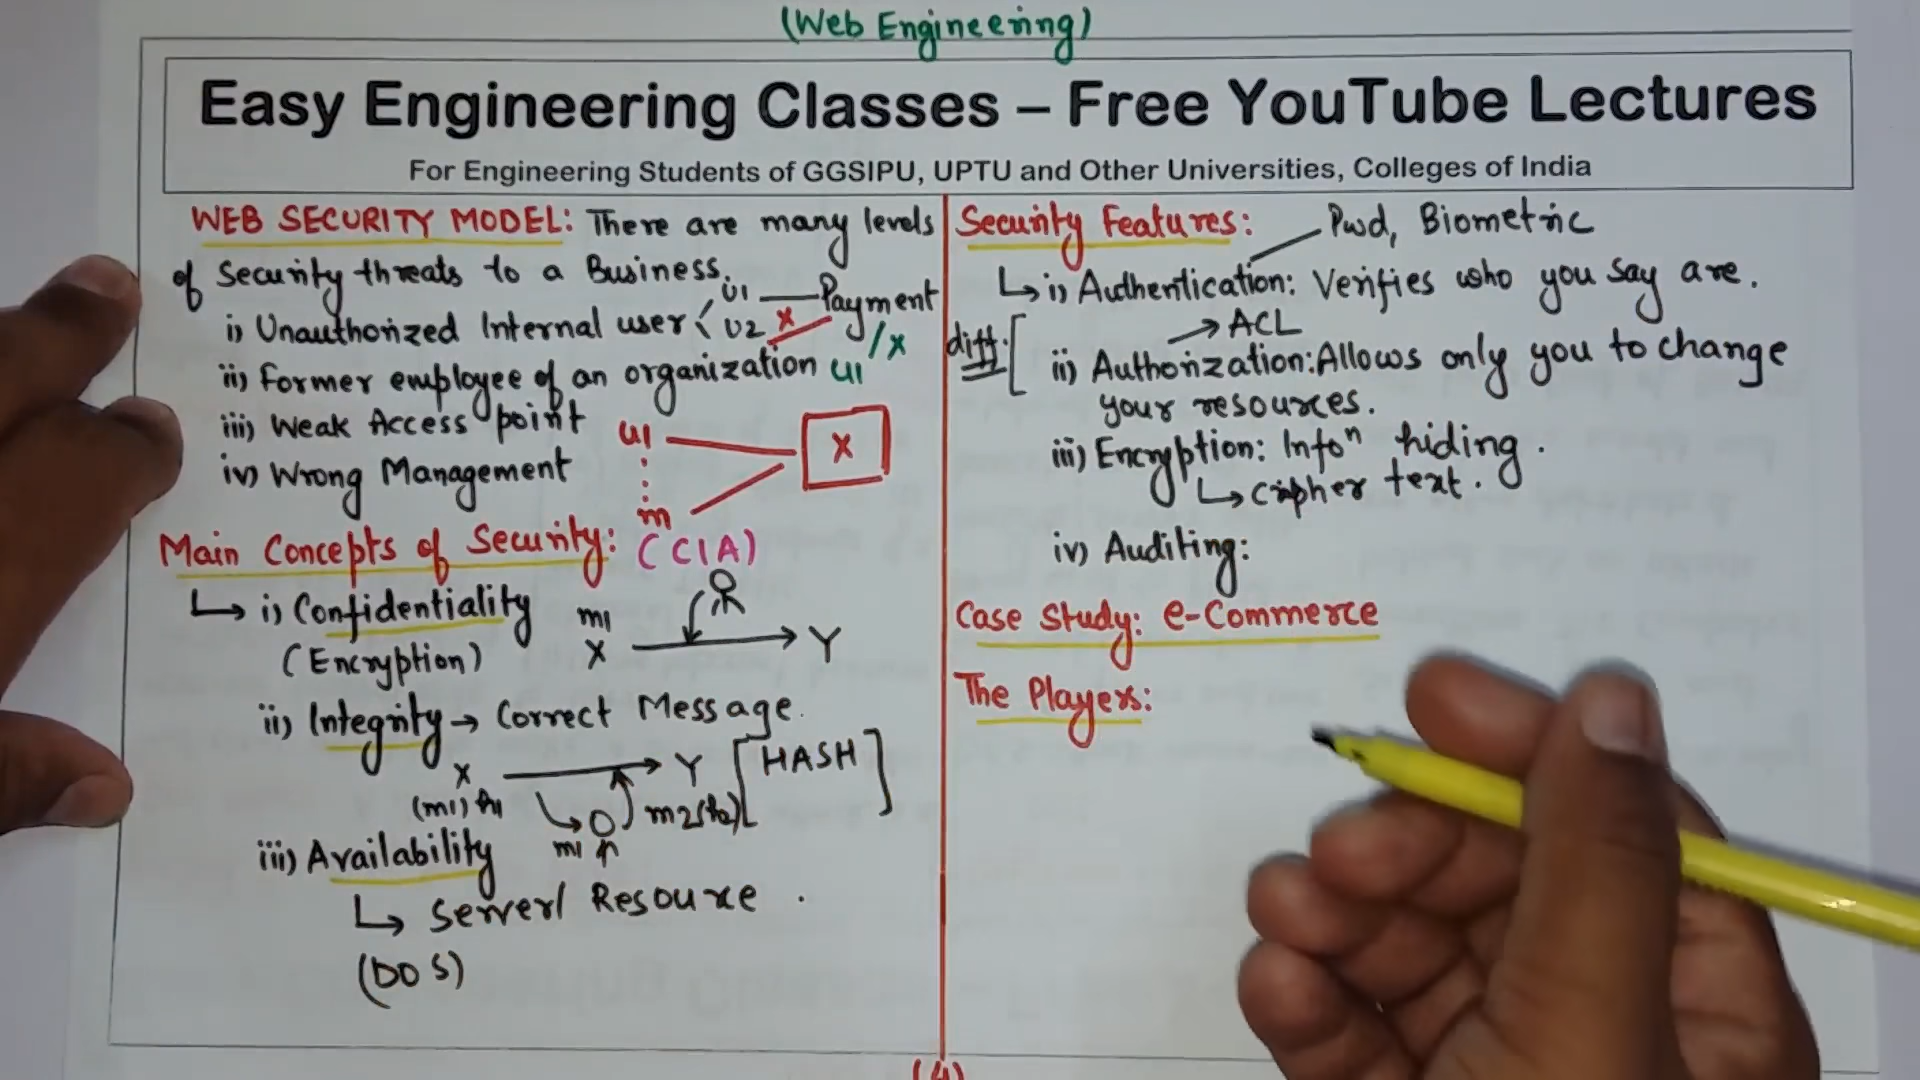 (Web Engineering)
Easy Engineering Classes – Free YouTube Lectures
For Engineering Students of GGSIPU, UPTU and Other Universities, Colleges of India
WEB SECURITY MODEL: There are many levels
of Security threats to a Business.
i) Unauthorized Internal user < U1 — Payment
U2 X
ii) Former employee of an organization U1 / X
iii) Weak Access point
U1 X
iv) Wrong Management
m
Main Concepts of Security: (CIA)
i) Confidentiality m1
(Encryption) X → Y
ii) Integrity → Correct Message.
X → Y [HASH]
(m1) h1 m2(h2)
m1
iii) Availability
Server/ Resource.
(DOS)
Security Features: Pwd, Biometric
i) Authentication: Verifies who you say are.
→ ACL
diff. ii) Authorization: Allows only you to change
your resources.
iii) Encryption: Infoⁿ hiding.
cipher text.
iv) Auditing:
Case Study: e-Commerce
The Players:
(4)